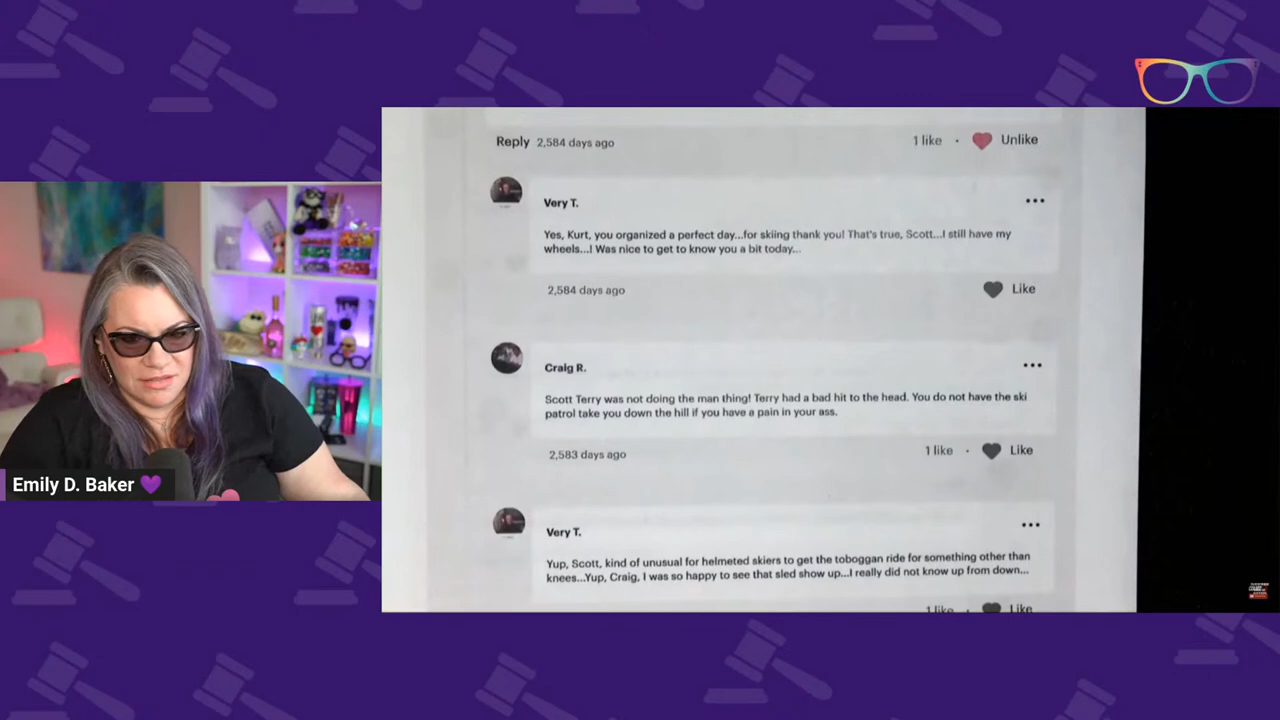 Reply 2,584 days ago
1 like · Unlike
Very T.
Yes, Kurt, you organized a perfect day...for skiing thank you! That's true, Scott...I still have my
wheels...I Was nice to get to know you a bit today...
2,584 days ago
Like
Craig R.
Scott Terry was not doing the man thing! Terry had a bad hit to the head. You do not have the ski
patrol take you down the hill if you have a pain in your ass.
2,583 days ago
1 like · Like
Very T.
Yup, Scott, kind of unusual for helmeted skiers to get the toboggan ride for something other than
knees...Yup, Craig, I was so happy to see that sled show up...I really did not know up from down...
1 like · Like
Emily D. Baker